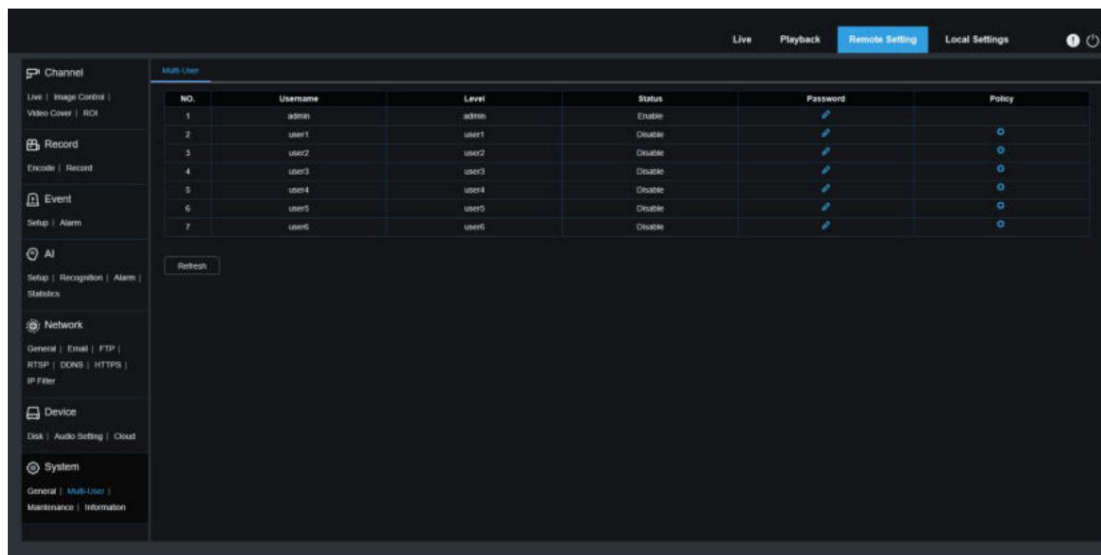 Live Playback Remote Setting Local Settings
Channel
Live | Image Control |
Video Cover | ROI
Record
Encode | Record
Event
Setup | Alarm
AI
Setup | Recognition | Alarm |
Statistics
Network
General | Email | FTP |
RTSP | DDNS | HTTPS |
IP Filter
Device
Disk | Audio Setting | Cloud
System
General | Multi-User |
Maintenance | Information
Multi-User
NO. Username Level Status Password Policy
1 admin admin Enable
2 user1 user1 Disable
3 user2 user2 Disable
4 user3 user3 Disable
5 user4 user4 Disable
6 user5 user5 Disable
7 user6 user6 Disable
Refresh